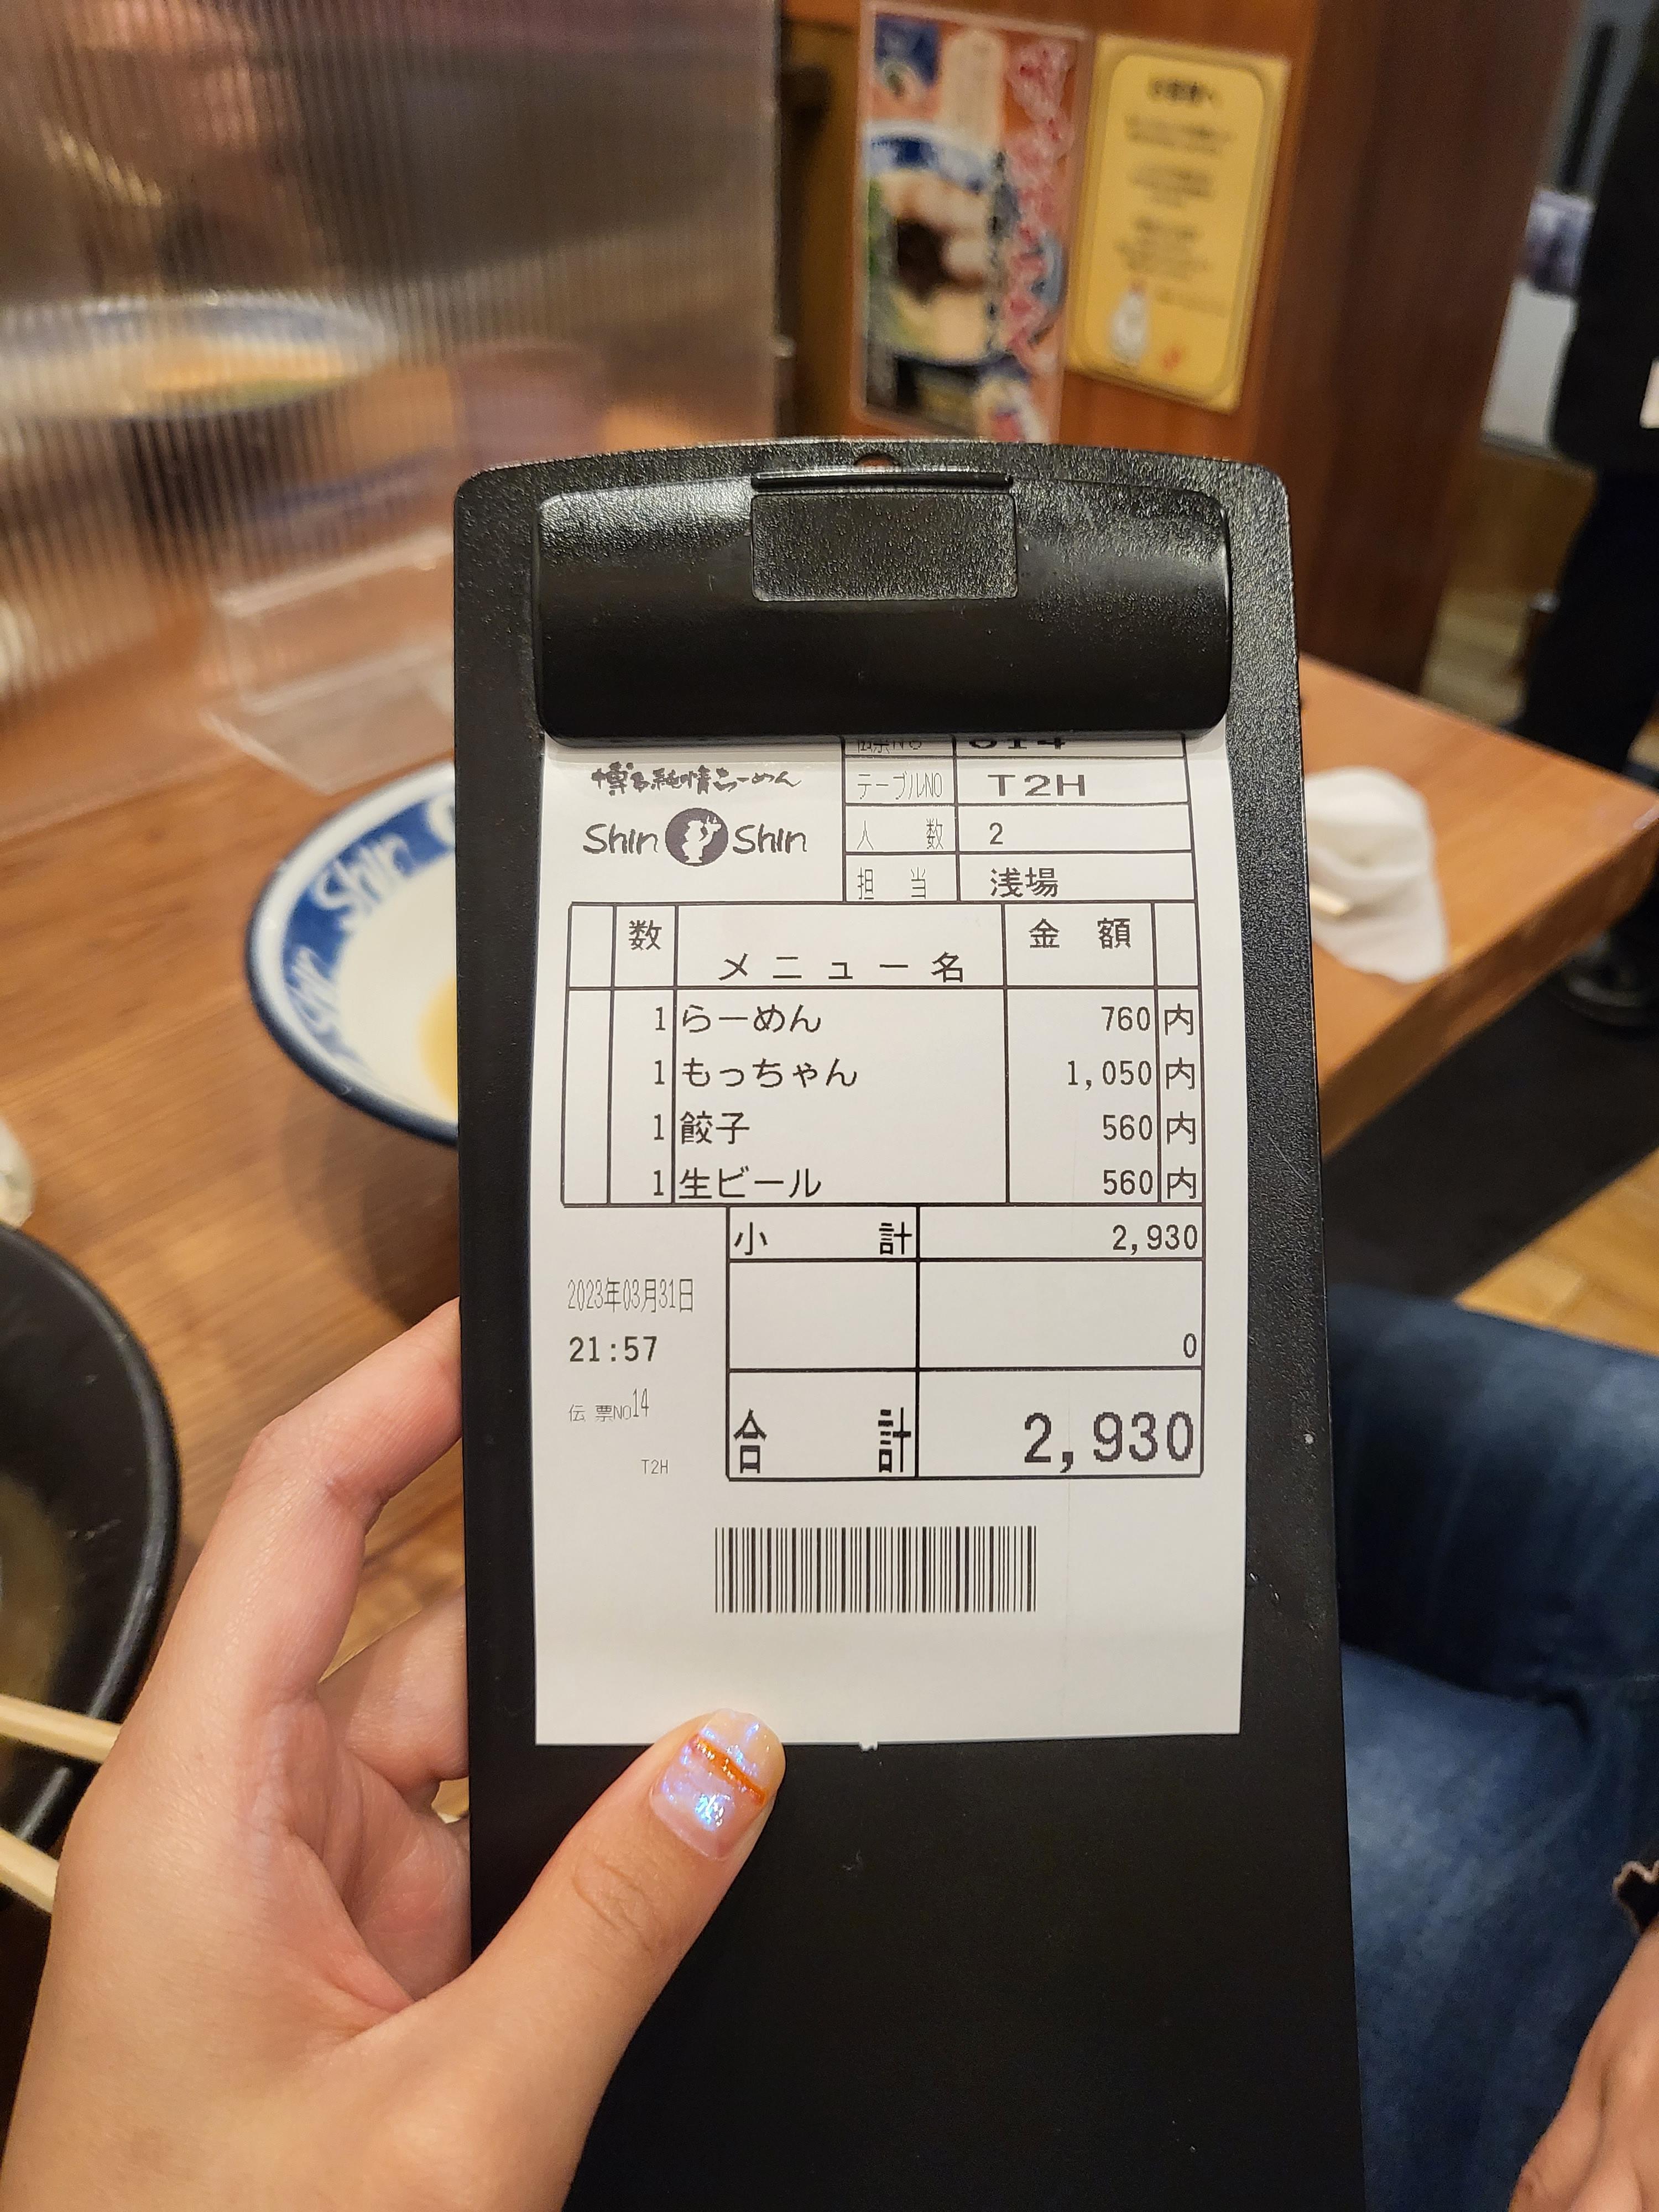 テーブルNO T2H
人数 2
担当 浅場
博多純情らーめん
Shin Shin
数 メニュー名 金額
1 らーめん 760 内
1 もっちゃん 1,050 内
1 餃子 560 内
1 生ビール 560 内
小計 2,930
0
合計 2,930
2023年03月31日
21:57
伝票NO14
T2H
Shin